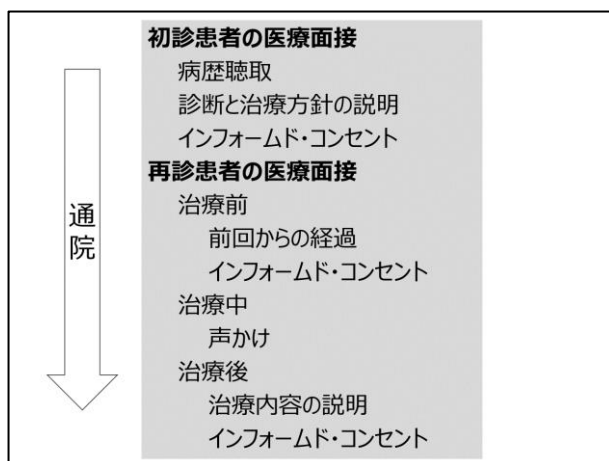 初診患者の医療面接
病歴聴取
診断と治療方針の説明
インフォームド・コンセント
再診患者の医療面接
治療前
前回からの経過
インフォームド・コンセント
治療中
声かけ
治療後
治療内容の説明
インフォームド・コンセント
通院